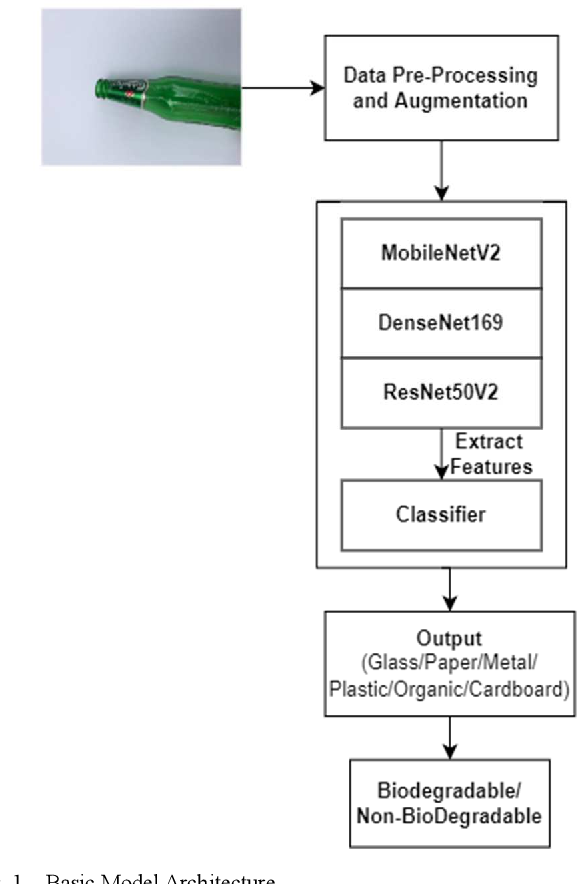 Data Pre-Processing
and Augmentation
MobileNetV2
DenseNet169
ResNet50V2
Extract
Features
Classifier
Output
(Glass/Paper/Metal/
Plastic/Organic/Cardboard)
Biodegradable/
Non-BioDegradable
1. Basic Model Architecture